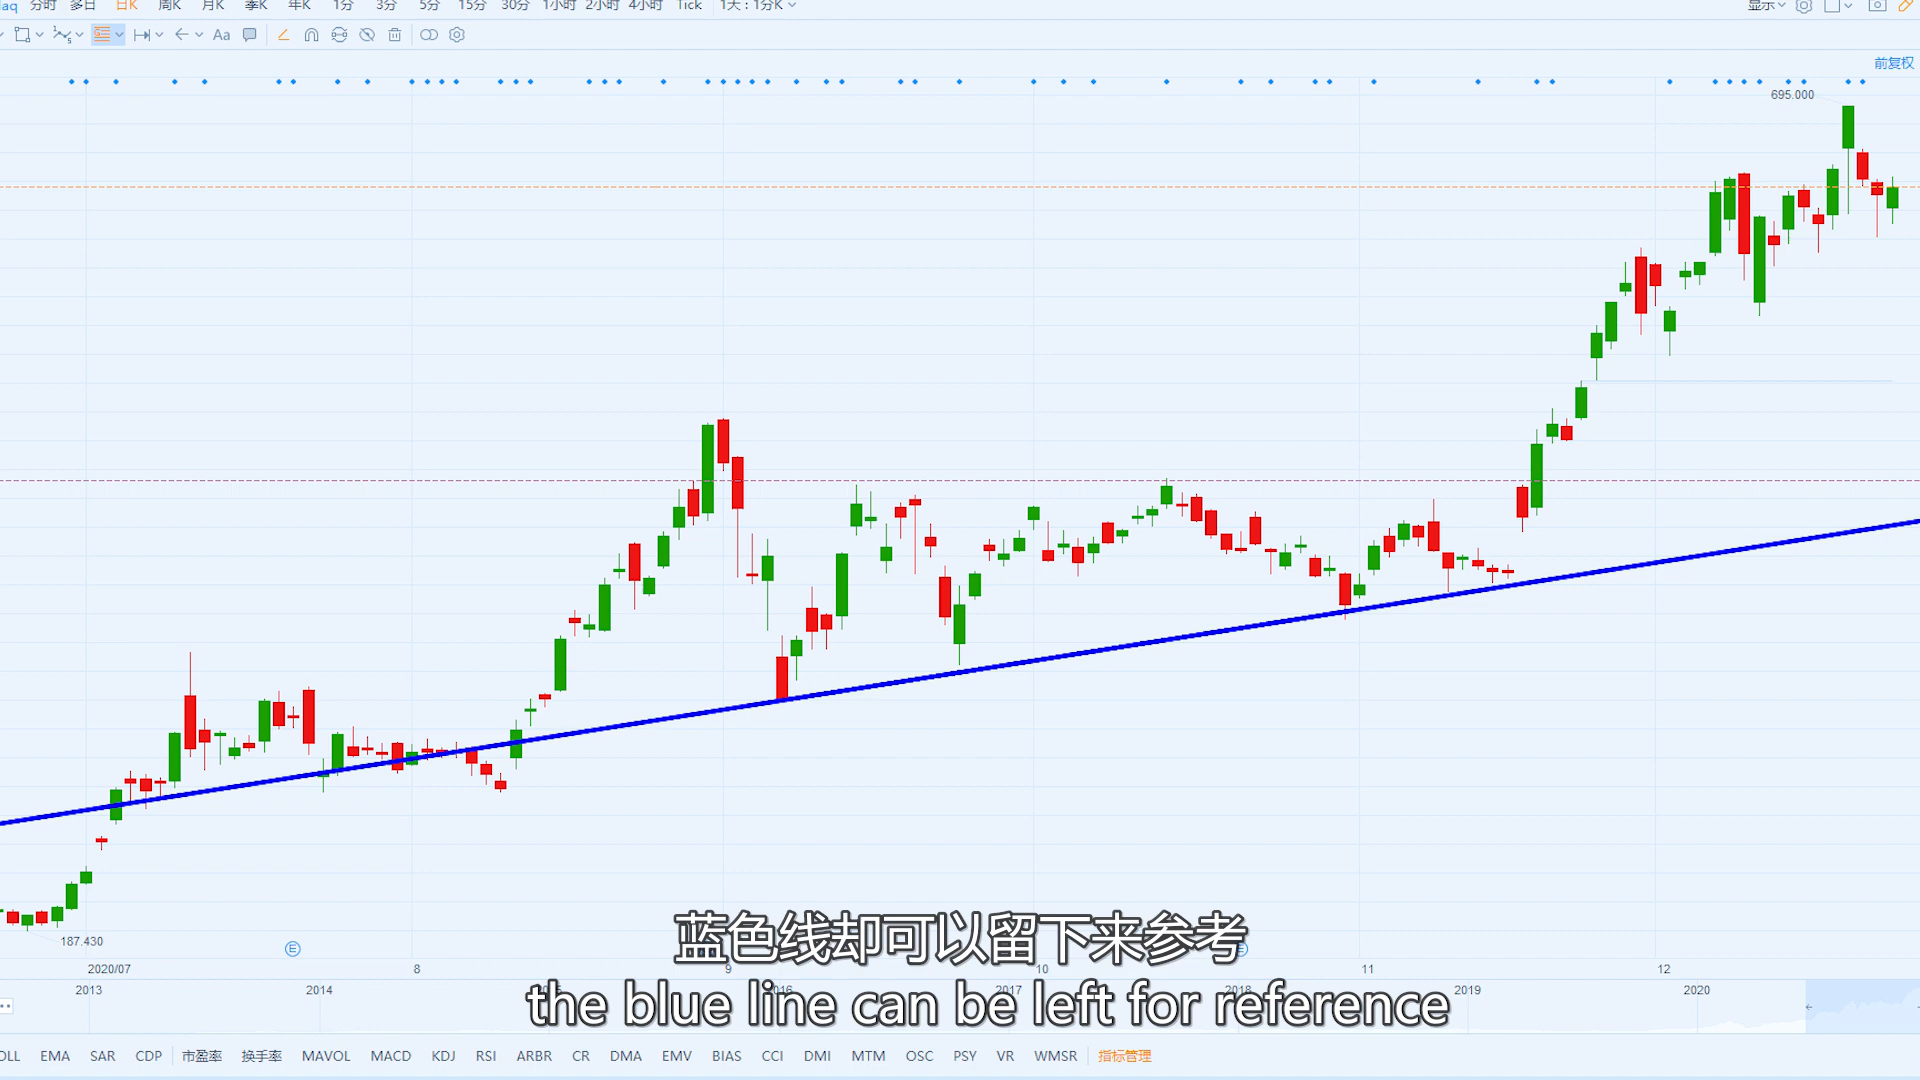 aq 分时 多日 日K 周K 月K 季K 年K 1分 3分 5分 15分 30分 1小时 2小时 4小时 Tick 1天:1分K 显示
Aa
前复权
695.000
187.430
E
蓝色线却可以留下来参考
2020/07 8 9 10 11 12
2013 2014 2016 2017 2018 2019 2020
the blue line can be left for reference
OLL EMA SAR CDP 市盈率 换手率 MAVOL MACD KDJ RSI ARBR CR DMA EMV BIAS CCI DMI MTM OSC PSY VR WMSR 指标管理